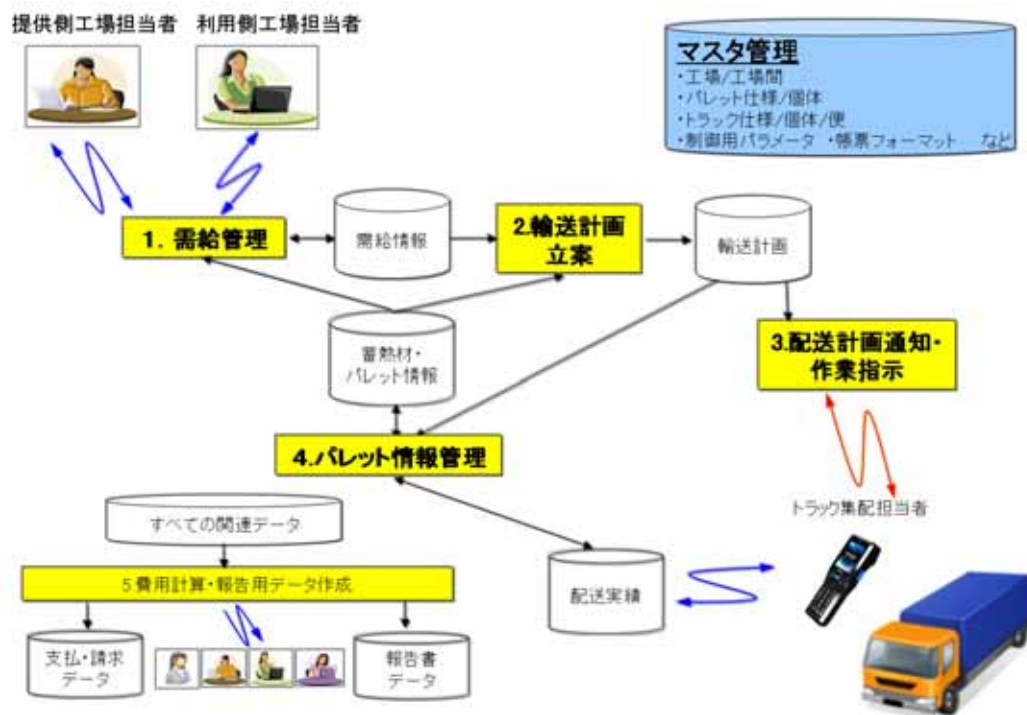 提供側工場担当者
利用側工場担当者
マスタ管理
・工場/工場間
・パレット仕様/個体
・トラック仕様/個体/便
・制御用パラメータ ・帳票フォーマット など
1. 需給管理
需給情報
2.輸送計画
立案
輸送計画
蓄熱材・
パレット情報
3.配送計画通知・
作業指示
4.パレット情報管理
トラック集配担当者
すべての関連データ
5.費用計算・報告用データ作成
配送実績
支払・請求
データ
報告書
データ